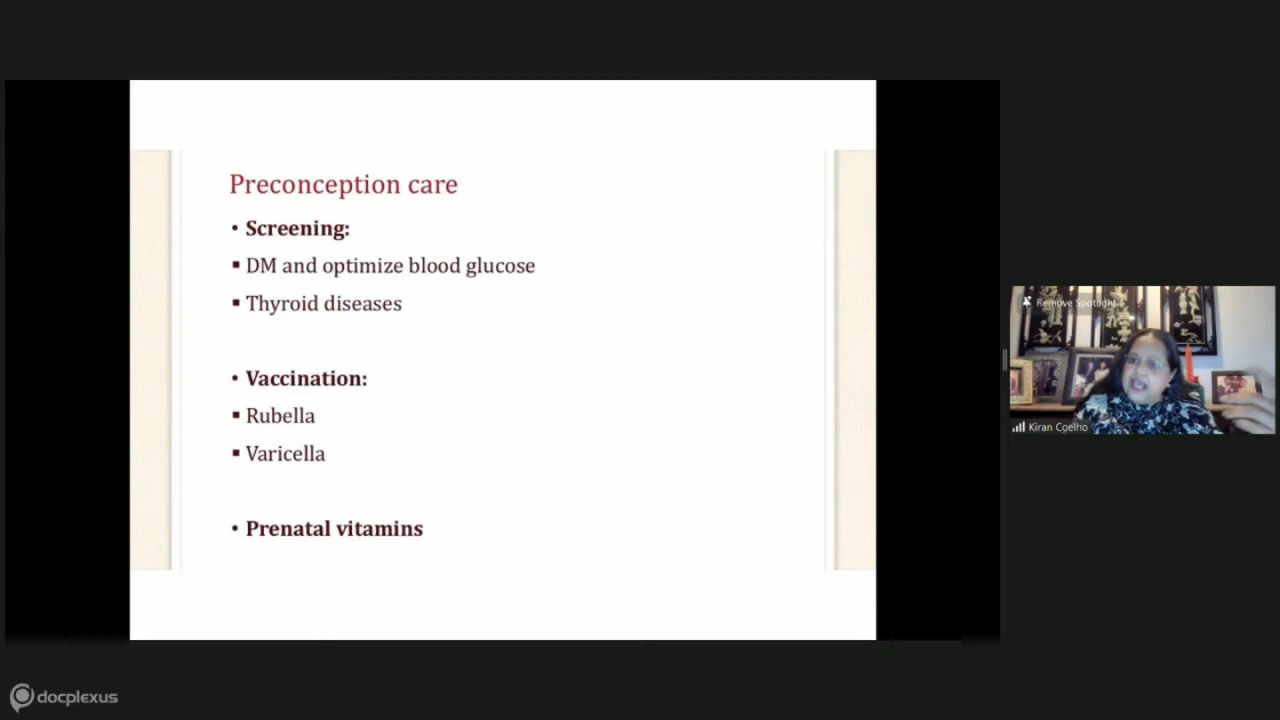 Preconception care
• Screening:
▪ DM and optimize blood glucose
▪ Thyroid diseases
• Vaccination:
▪ Rubella
▪ Varicella
• Prenatal vitamins
Remove Spotlight
Kiran Coelho
docplexus